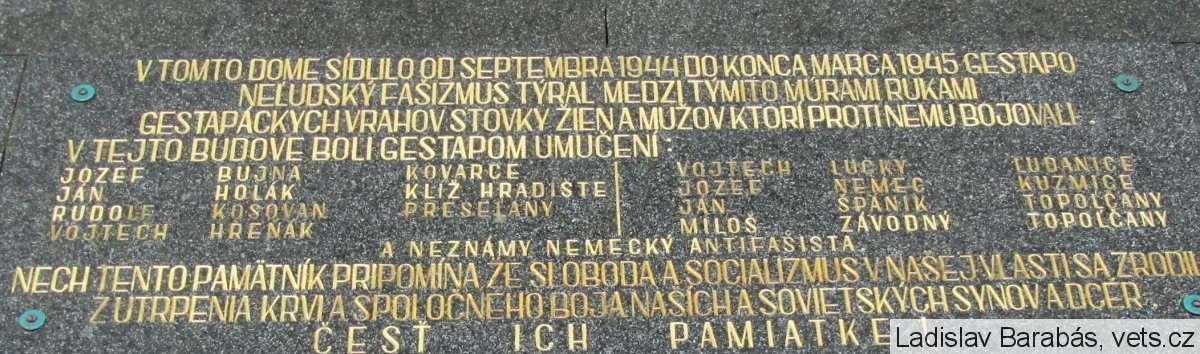 V TOMTO DOME SÍDLILO OD SEPTEMBRA 1944 DO KONCA MARCA 1945 GESTAPO
NEĽUDSKÝ FAŠIZMUS TÝRAL MEDZI TÝMITO MÚRAMI RUKAMI
GESTAPÁCKYCH VRAHOV STOVKY ŽIEN A MUŽOV KTORÍ PROTI NEMU BOJOVALI.
V TEJTO BUDOVE BOLI GESTAPOM UMUČENÍ:
JOZEF BUJNA KOVARCE VOJTECH LUCKÝ ĽUDANICE
JÁN HOLÁK KLIŽ. HRADIŠTE JOZEF NEMEC KUZMICE
RUDOLF KOSOVAN PRESEĽANY JÁN ŠPÁNIK TOPOĽČANY
VOJTECH HREŇÁK MILOŠ ZÁVODNÝ TOPOĽČANY
A NEZNÁMY NEMECKÝ ANTIFAŠISTA.
NECH TENTO PAMÄTNÍK PRIPOMÍNA ŽE SLOBODA A SOCIALIZMUS V NAŠEJ VLASTI SA
Z UTRPENIA KRVI A SPOLOČNÉHO BOJA NAŠICH A SOVIETSKÝCH SYNOV A DCÉR
ČESŤ ICH PAMIATKE
Ladislav Barabás, vets.cz